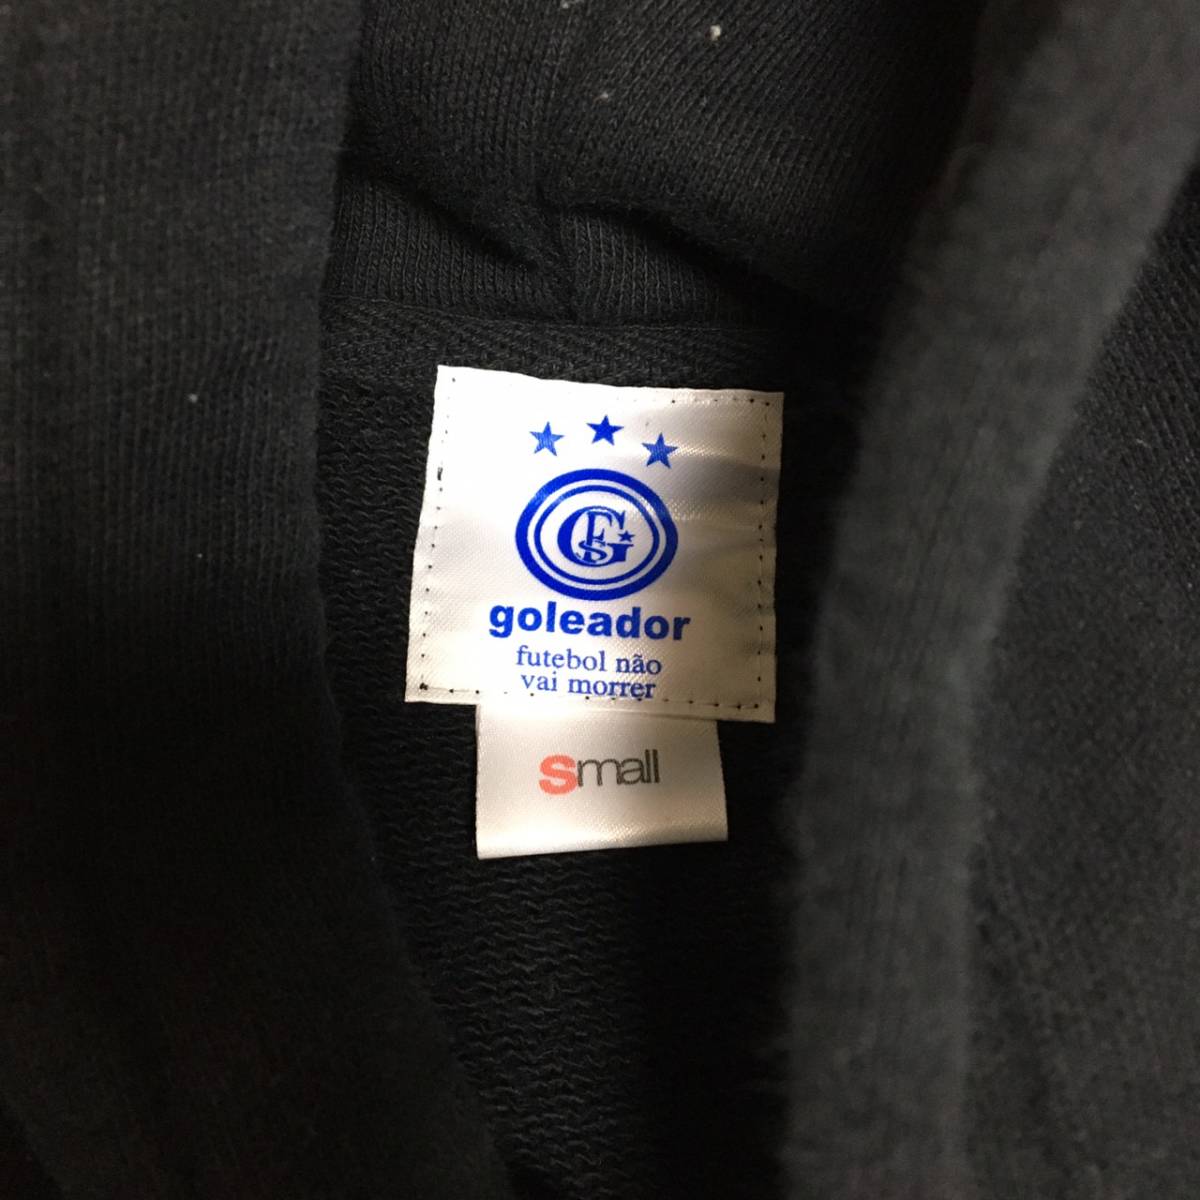 GFS
goleador
futebol não
vai morrer
Small